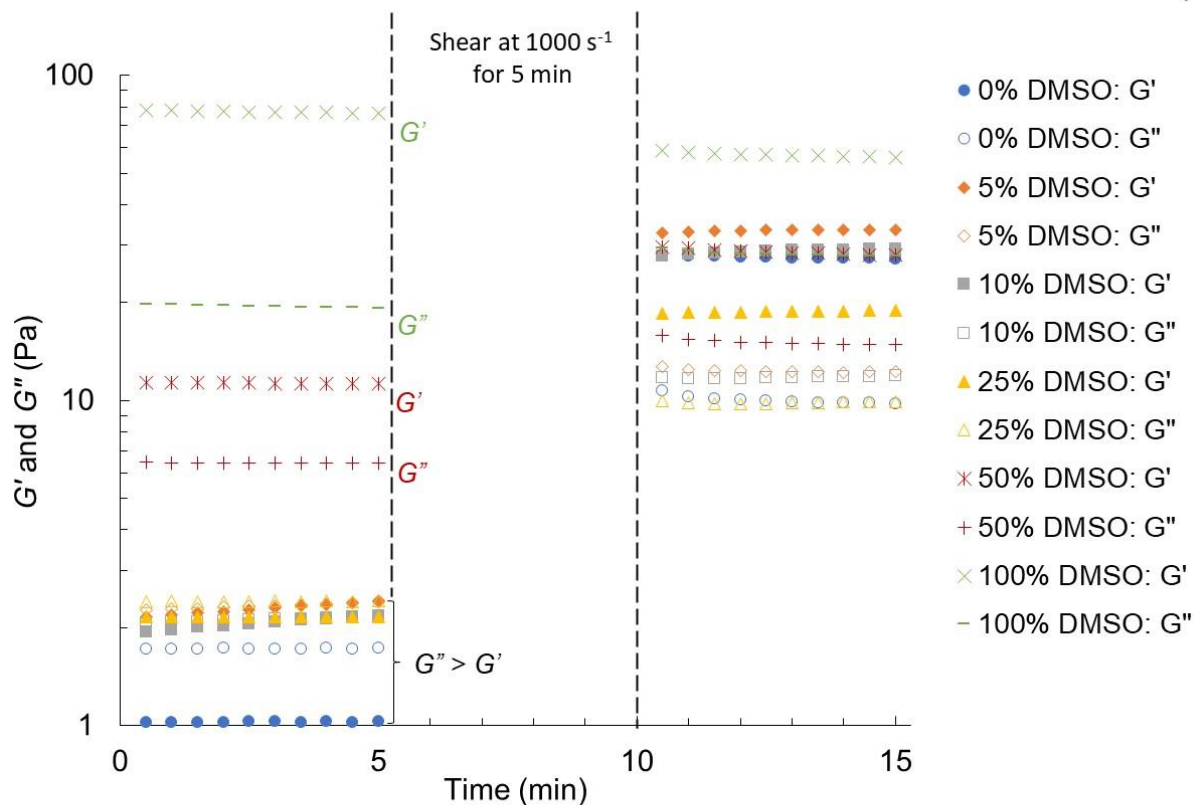 Shear at 1000 s⁻¹
for 5 min
100
10
1
G' and G" (Pa)
G'
G"
G'
G"
G" > G'
0
5
10
15
Time (min)
0% DMSO: G'
0% DMSO: G"
5% DMSO: G'
5% DMSO: G"
10% DMSO: G'
10% DMSO: G"
25% DMSO: G'
25% DMSO: G"
50% DMSO: G'
50% DMSO: G"
100% DMSO: G'
100% DMSO: G"